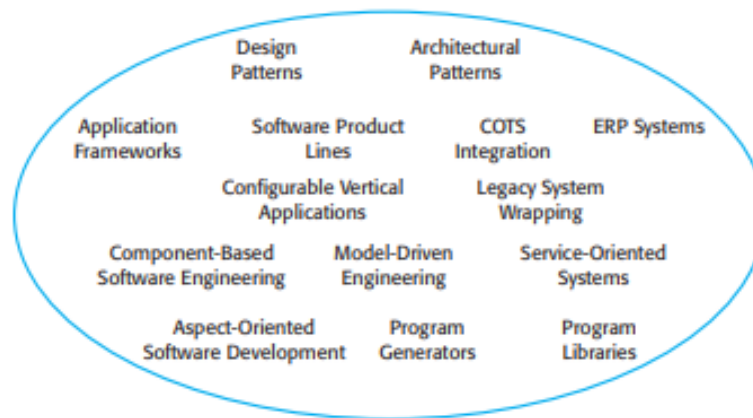 Design Architectural
Patterns Patterns
Application Software Product COTS ERP Systems
Frameworks Lines Integration
Configurable Vertical Legacy System
Applications Wrapping
Component-Based Model-Driven Service-Oriented
Software Engineering Engineering Systems
Aspect-Oriented Program Program
Software Development Generators Libraries